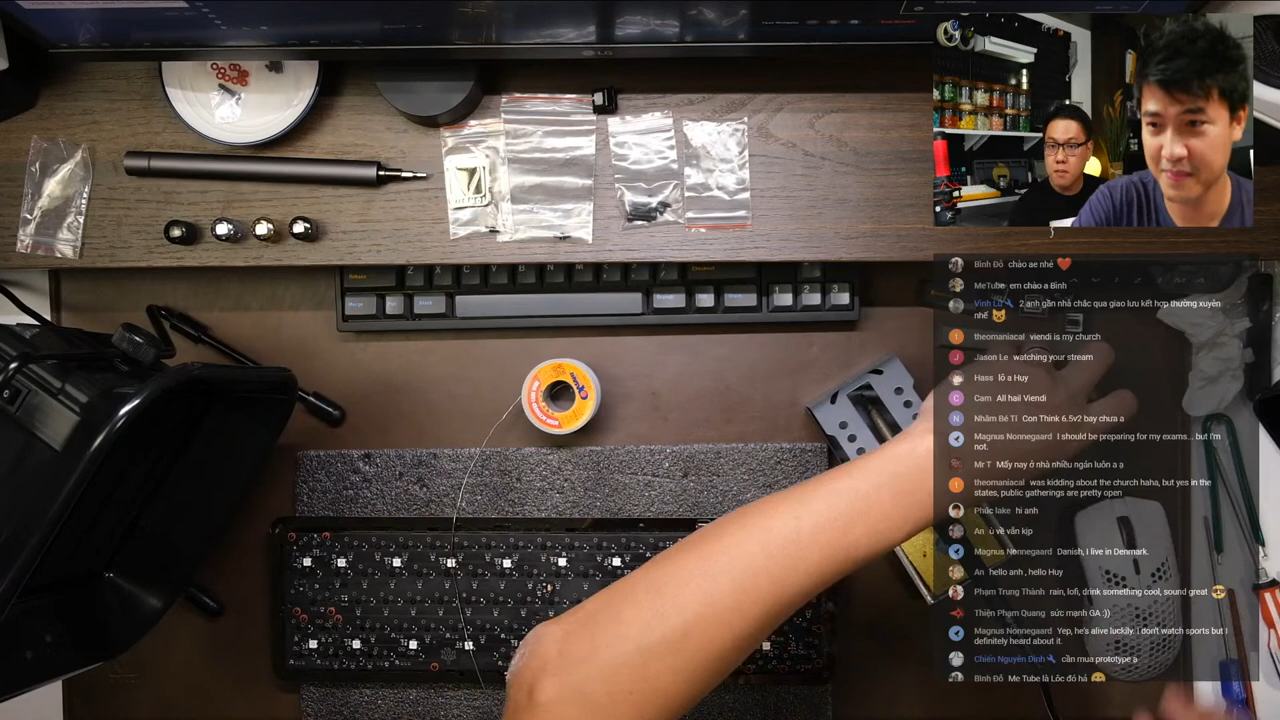 LG
Z X C V B N M
1 2 3
Bình Đỗ chào ae nhé ❤️
MeTube em chào a Bình
Vinh Lữ 🔧 2 anh gần nhà chắc qua giao lưu kết hợp thường xuyên
nhế 😺
theomaniacal viendi is my church
Jason Le watching your stream
Hass lô a Huy
Cam All hail Viendi
Nhâm Bé Tí Con Think 6.5v2 bay chưa a
Magnus Nonnegaard I should be preparing for my exams... but I'm
not.
Mr T Mấy nay ở nhà nhiều ngán luôn a ạ
theomaniacal was kidding about the church haha, but yes in the
states, public gatherings are pretty open
Phúc lake hi anh
An ù về vẫn kịp
Magnus Nonnegaard Danish, I live in Denmark.
An hello anh , hello Huy
Phạm Trung Thành rain, lofi, drink something cool, sound great 😎
Thiện Phạm Quang sức mạnh GA :))
Magnus Nonnegaard Yep, he's alive luckily. I don't watch sports but I
definitely heard about it.
Chiến Nguyễn Đình 🔧 cần mua prototype ạ
Bình Đỗ Me Tube là Lộc đó hả 😀